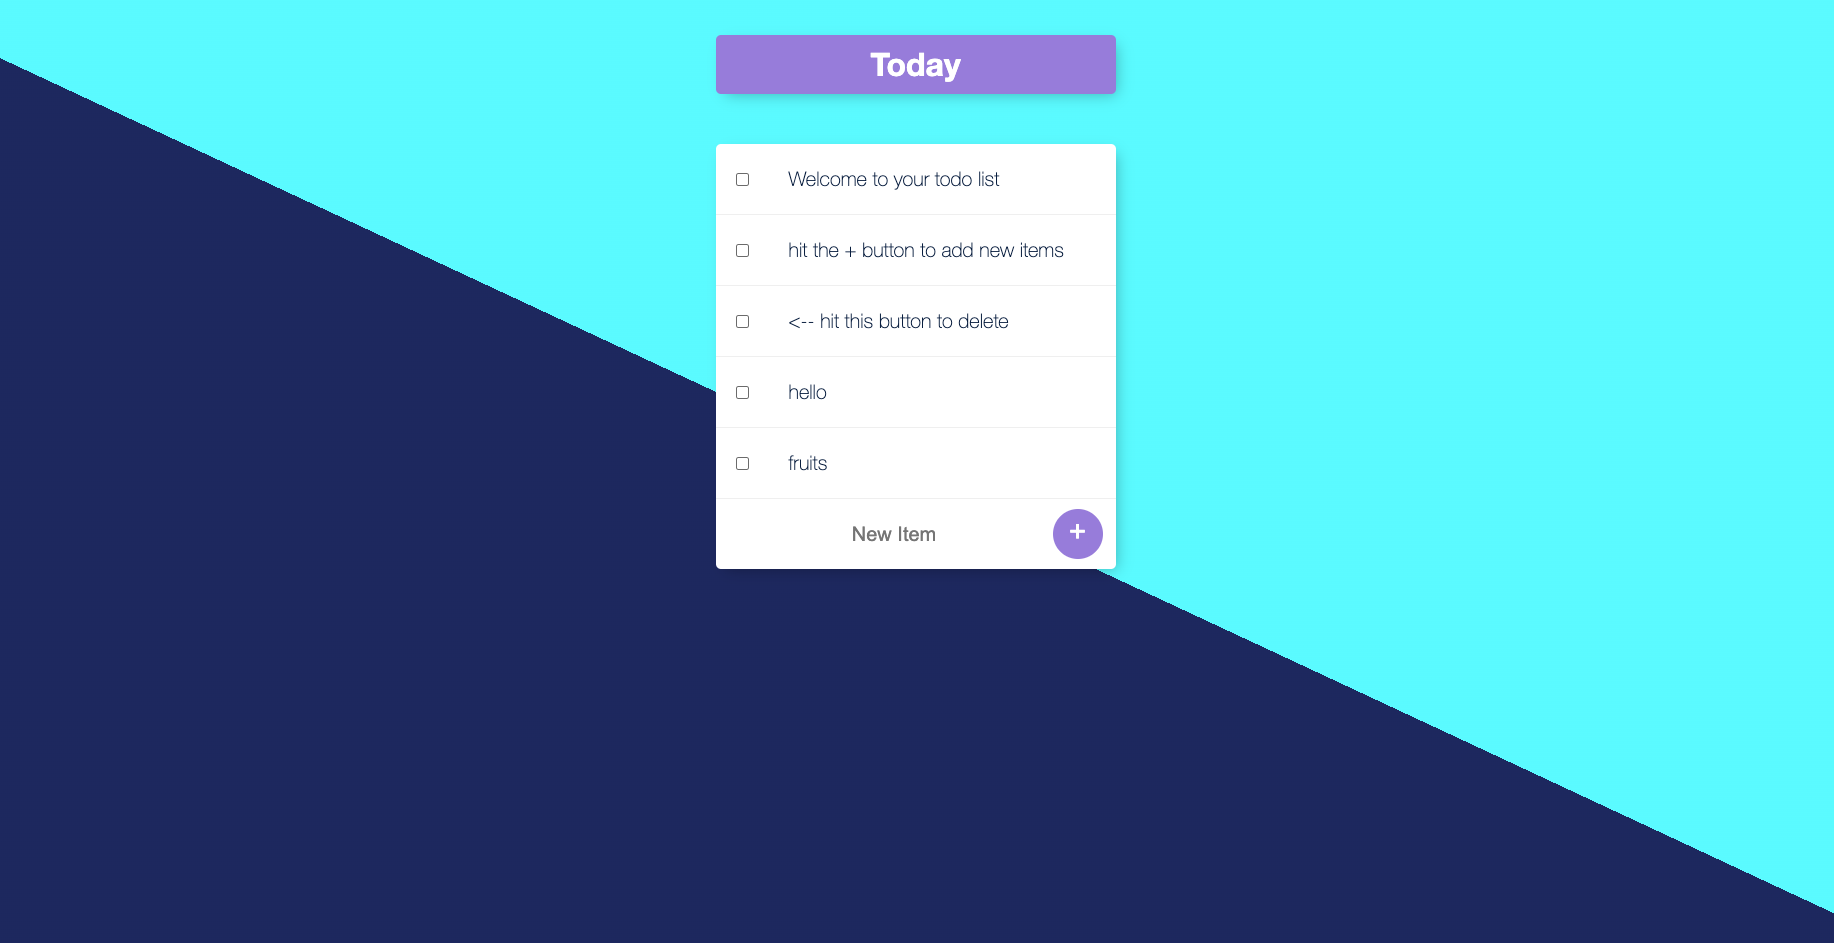 Today
Welcome to your todo list
hit the + button to add new items
<-- hit this button to delete
hello
fruits
New Item +